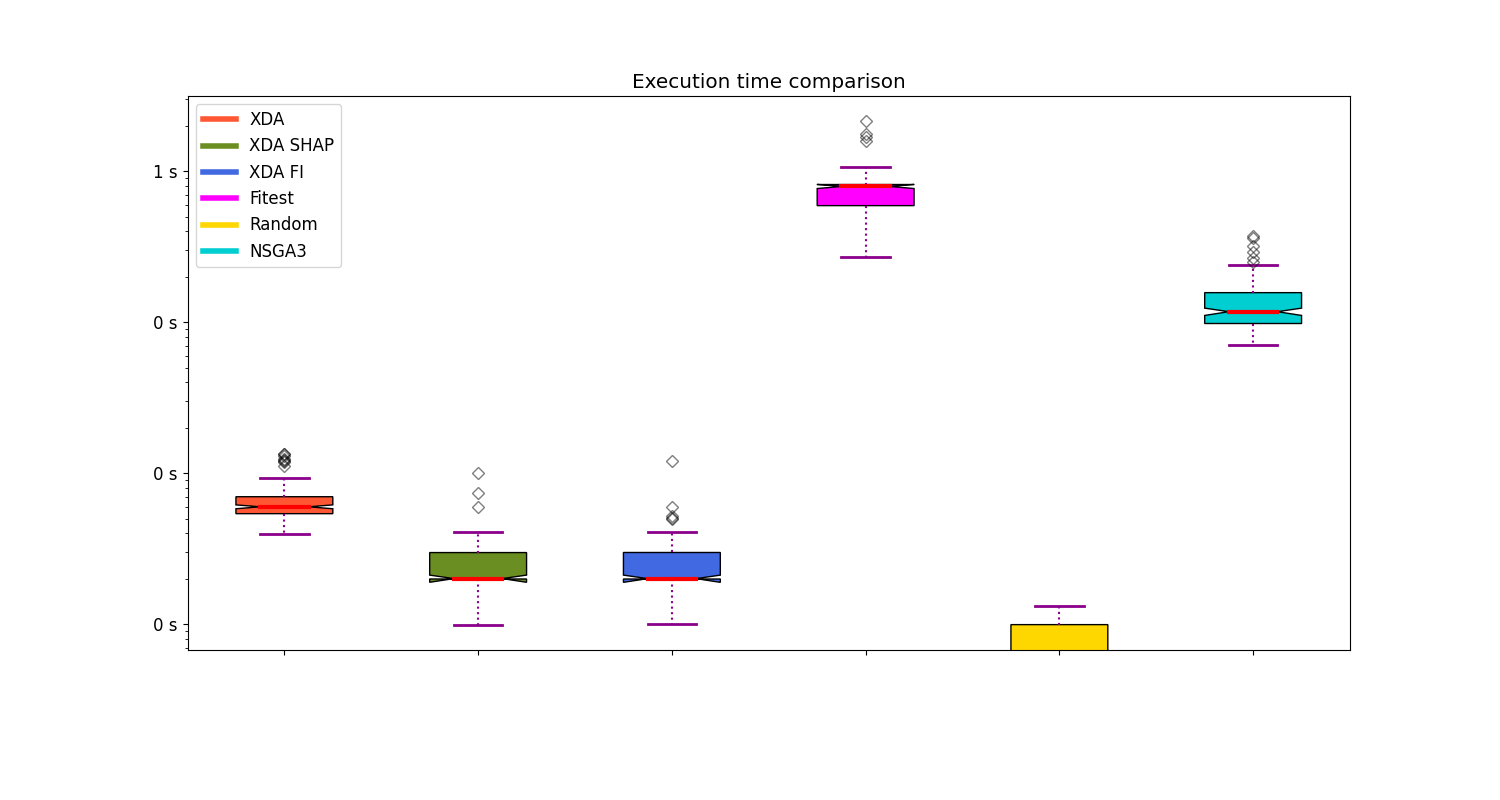 Execution time comparison
XDA
XDA SHAP
XDA FI
Fitest
Random
NSGA3
1 s
0 s
0 s
0 s